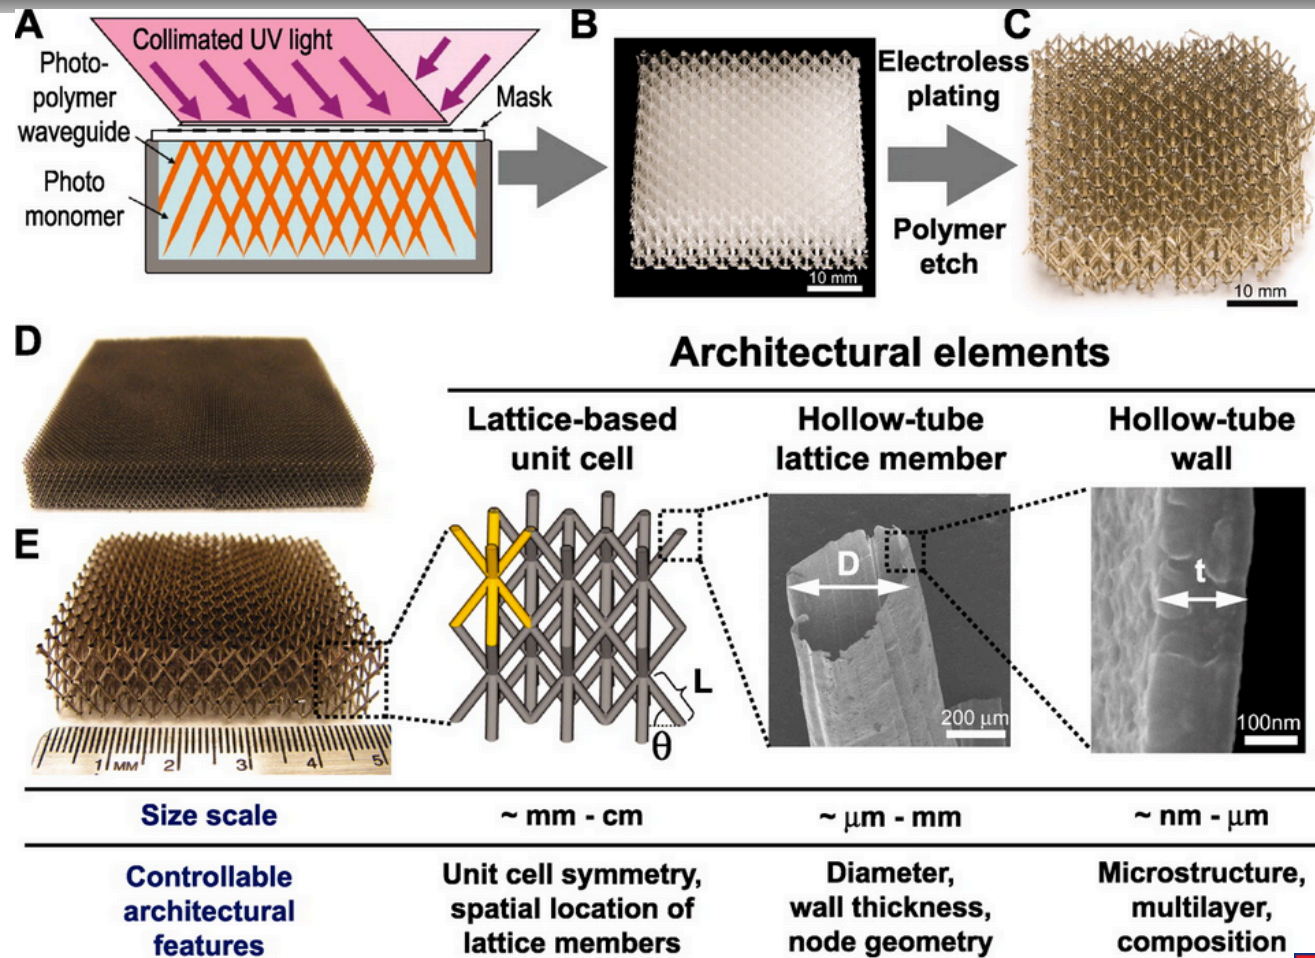 A
Collimated UV light
Photo-
polymer
waveguide
Mask
Photo
monomer
B
10 mm
Electroless
plating
Polymer
etch
C
10 mm
D
E
1 MM 2 3 4 5
Architectural elements
Lattice-based
unit cell
Hollow-tube
lattice member
Hollow-tube
wall
L
θ
D
200 μm
t
100nm
Size scale
~ mm - cm
~ μm - mm
~ nm - μm
Controllable
architectural
features
Unit cell symmetry,
spatial location of
lattice members
Diameter,
wall thickness,
node geometry
Microstructure,
multilayer,
composition